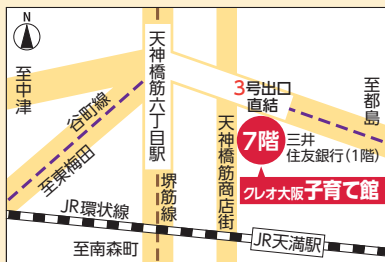 N
至中津
天神橋筋六丁目駅
3号出口
直結
至都島
谷町線
至東梅田
7階
三井
住友銀行(1階)
天神橋筋商店街
クレオ大阪子育て館
JR環状線
堺筋線
至南森町
JR天満駅